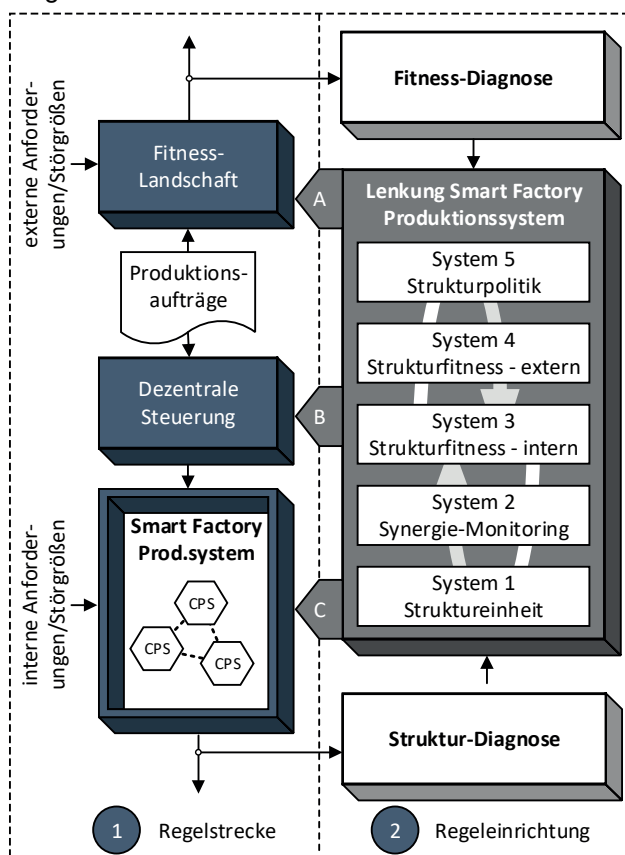 externe Anforder-
ungen/Störgrößen
Fitness-
Landschaft
Produktions-
aufträge
Dezentrale
Steuerung
interne Anforder-
ungen/Störgrößen
Smart Factory
Prod.system
CPS
CPS
CPS
1 Regelstrecke
Fitness-Diagnose
A
B
C
Lenkung Smart Factory
Produktionssystem
System 5
Strukturpolitik
System 4
Strukturfitness - extern
System 3
Strukturfitness - intern
System 2
Synergie-Monitoring
System 1
Struktureinheit
Struktur-Diagnose
2 Regeleinrichtung